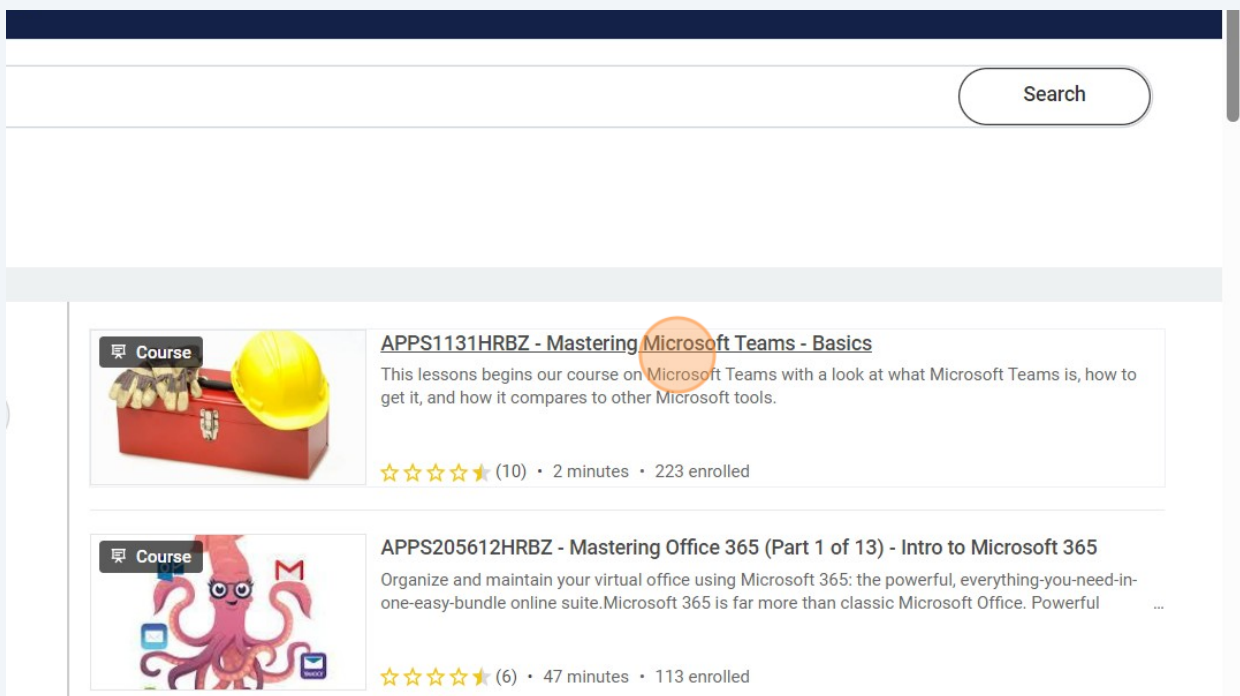 Search
Course
APPS1131HRBZ - Mastering Microsoft Teams - Basics
This lessons begins our course on Microsoft Teams with a look at what Microsoft Teams is, how to
get it, and how it compares to other Microsoft tools.
(10) • 2 minutes • 223 enrolled
Course
APPS205612HRBZ - Mastering Office 365 (Part 1 of 13) - Intro to Microsoft 365
Organize and maintain your virtual office using Microsoft 365: the powerful, everything-you-need-in-
one-easy-bundle online suite.Microsoft 365 is far more than classic Microsoft Office. Powerful ...
YAHOO!
(6) • 47 minutes • 113 enrolled